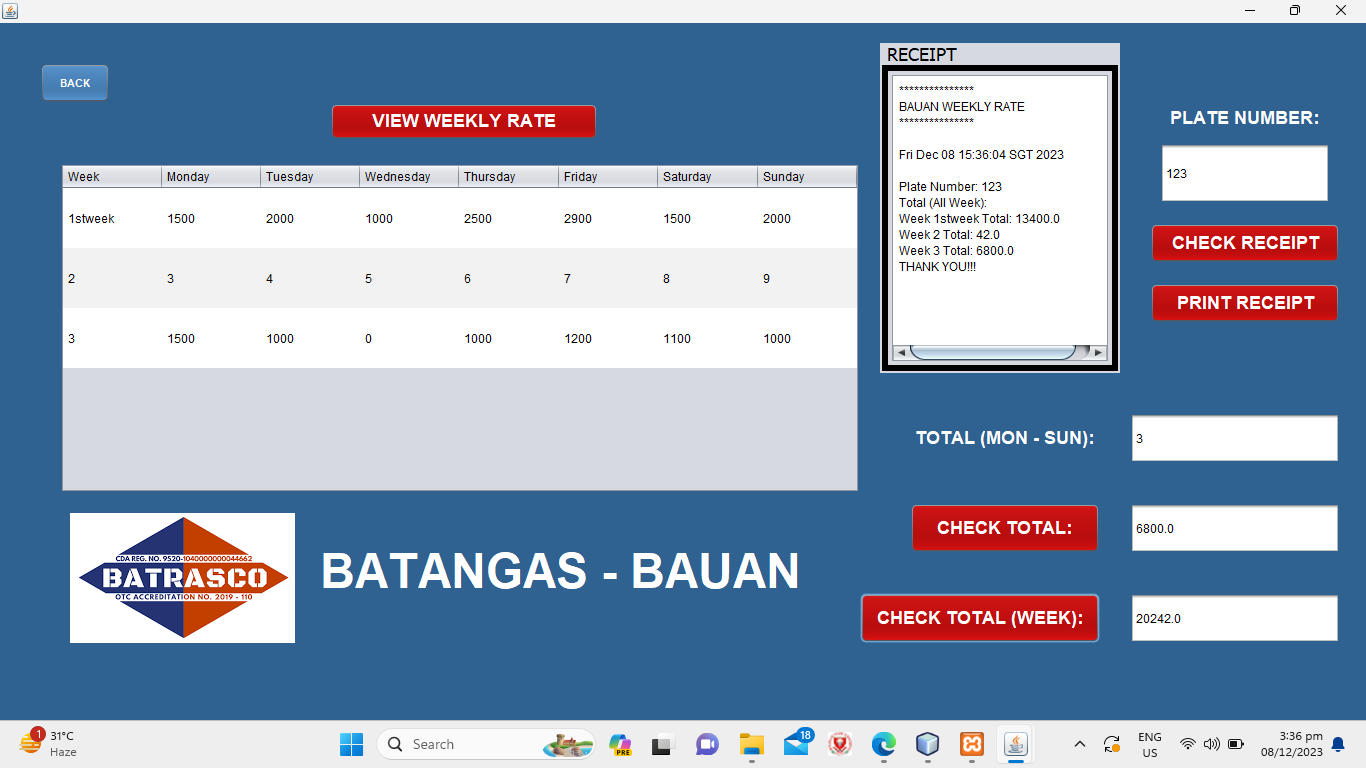 BACK
VIEW WEEKLY RATE
Week Monday Tuesday Wednesday Thursday Friday Saturday Sunday
1stweek 1500 2000 1000 2500 2900 1500 2000
2 3 4 5 6 7 8 9
3 1500 1000 0 1000 1200 1100 1000
RECEIPT
***************
BAUAN WEEKLY RATE
***************
Fri Dec 08 15:36:04 SGT 2023
Plate Number: 123
Total (All Week):
Week 1stweek Total: 13400.0
Week 2 Total: 42.0
Week 3 Total: 6800.0
THANK YOU!!!
PLATE NUMBER:
123
CHECK RECEIPT
PRINT RECEIPT
TOTAL (MON - SUN):
3
CHECK TOTAL:
6800.0
CHECK TOTAL (WEEK):
20242.0
CDA REG. NO. 9520-1040000000044662
BATRASCO
OTC ACCREDITATION NO. 2019 - 110
BATANGAS - BAUAN
1
31°C
Haze
Search
PRE
18
ENG
US
3:36 pm
08/12/2023